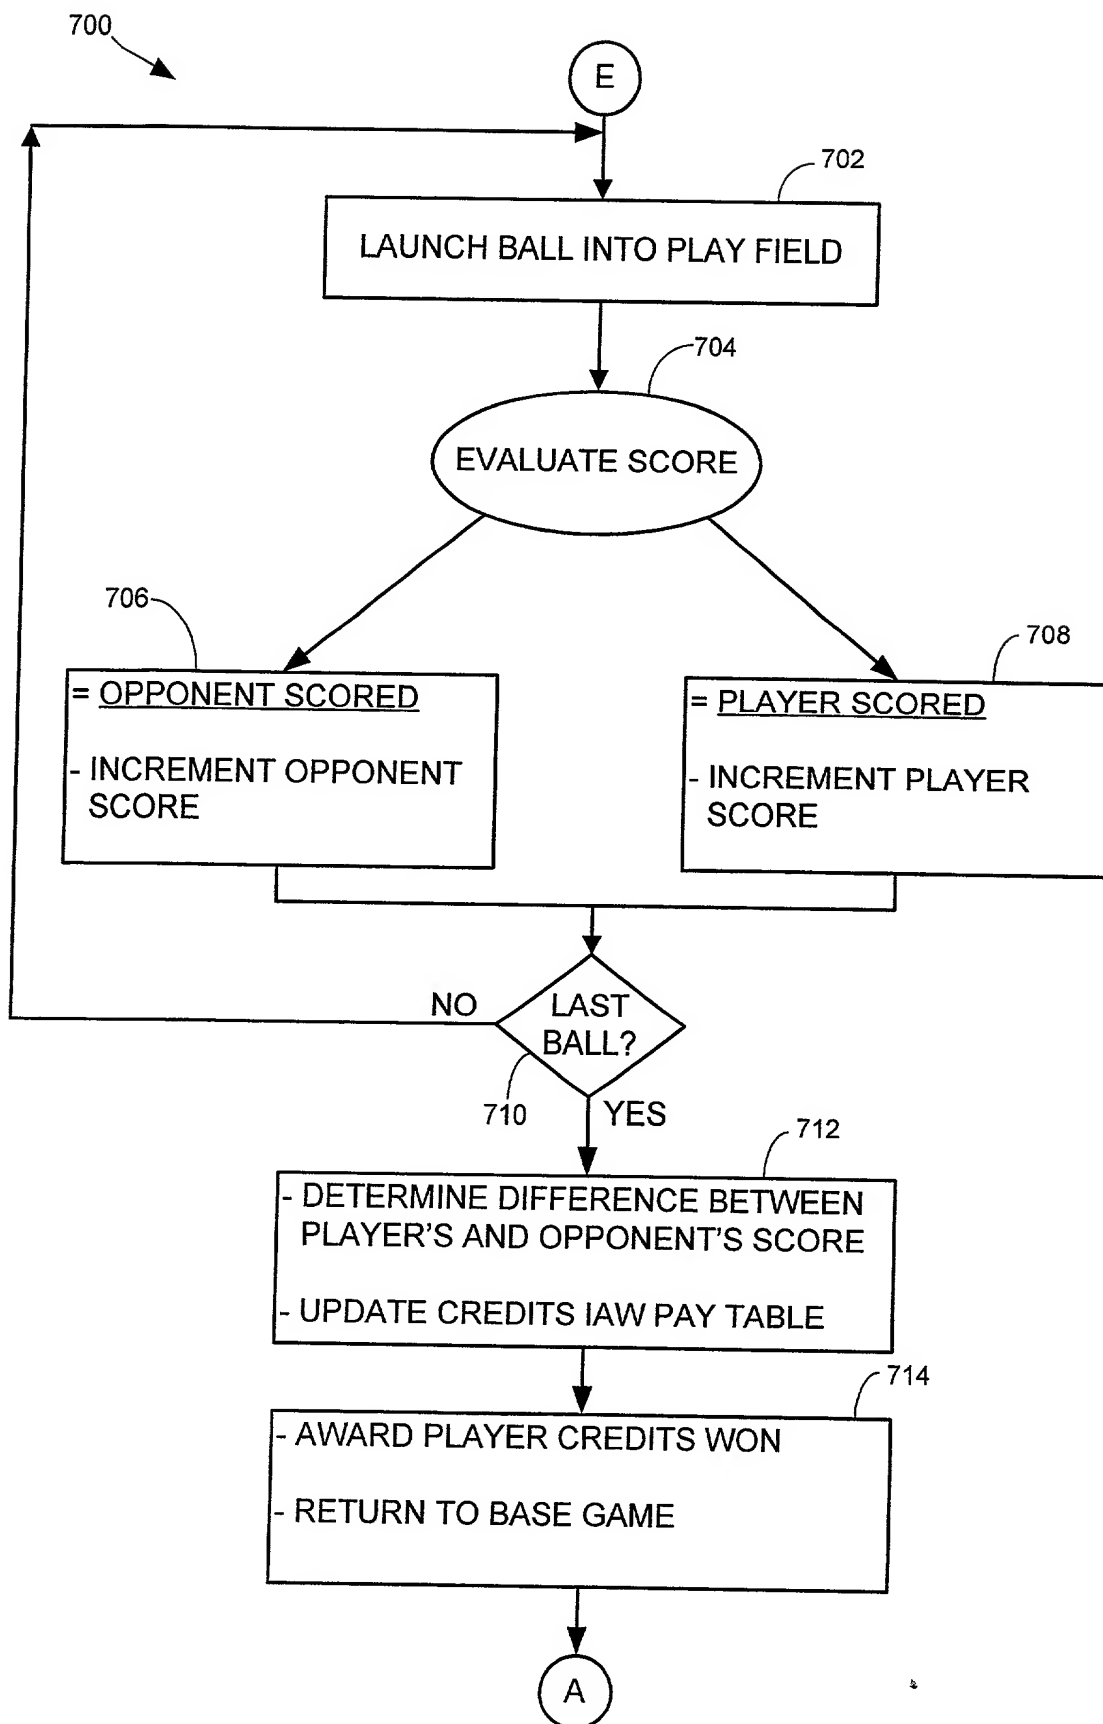 700
E
702
LAUNCH BALL INTO PLAY FIELD
704
EVALUATE SCORE
706
= OPPONENT SCORED
- INCREMENT OPPONENT
SCORE
708
= PLAYER SCORED
- INCREMENT PLAYER
SCORE
NO
LAST
BALL?
710
YES
712
- DETERMINE DIFFERENCE BETWEEN
PLAYER'S AND OPPONENT'S SCORE
- UPDATE CREDITS IAW PAY TABLE
714
- AWARD PLAYER CREDITS WON
- RETURN TO BASE GAME
A